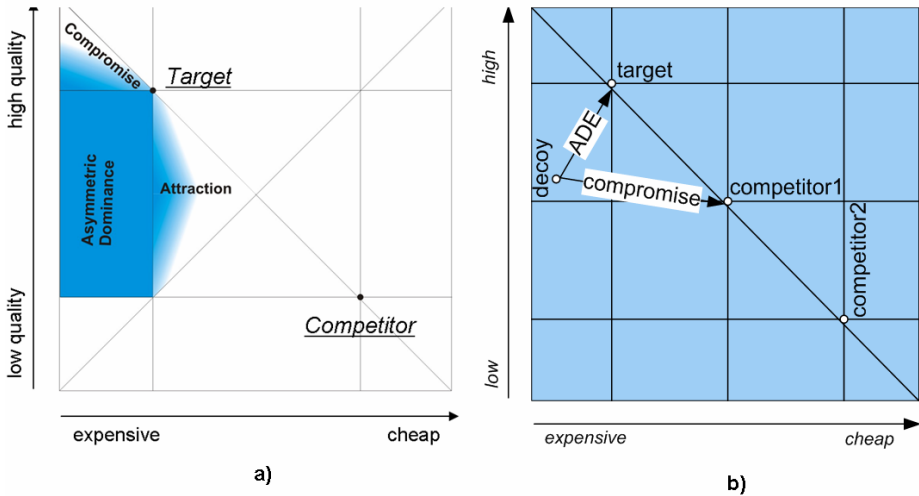 high quality
low quality
Compromise
Target
Asymmetric
Dominance
Attraction
Competitor
expensive
cheap
a)
high
low
target
ADE
decoy
compromise
competitor1
competitor2
expensive
cheap
b)